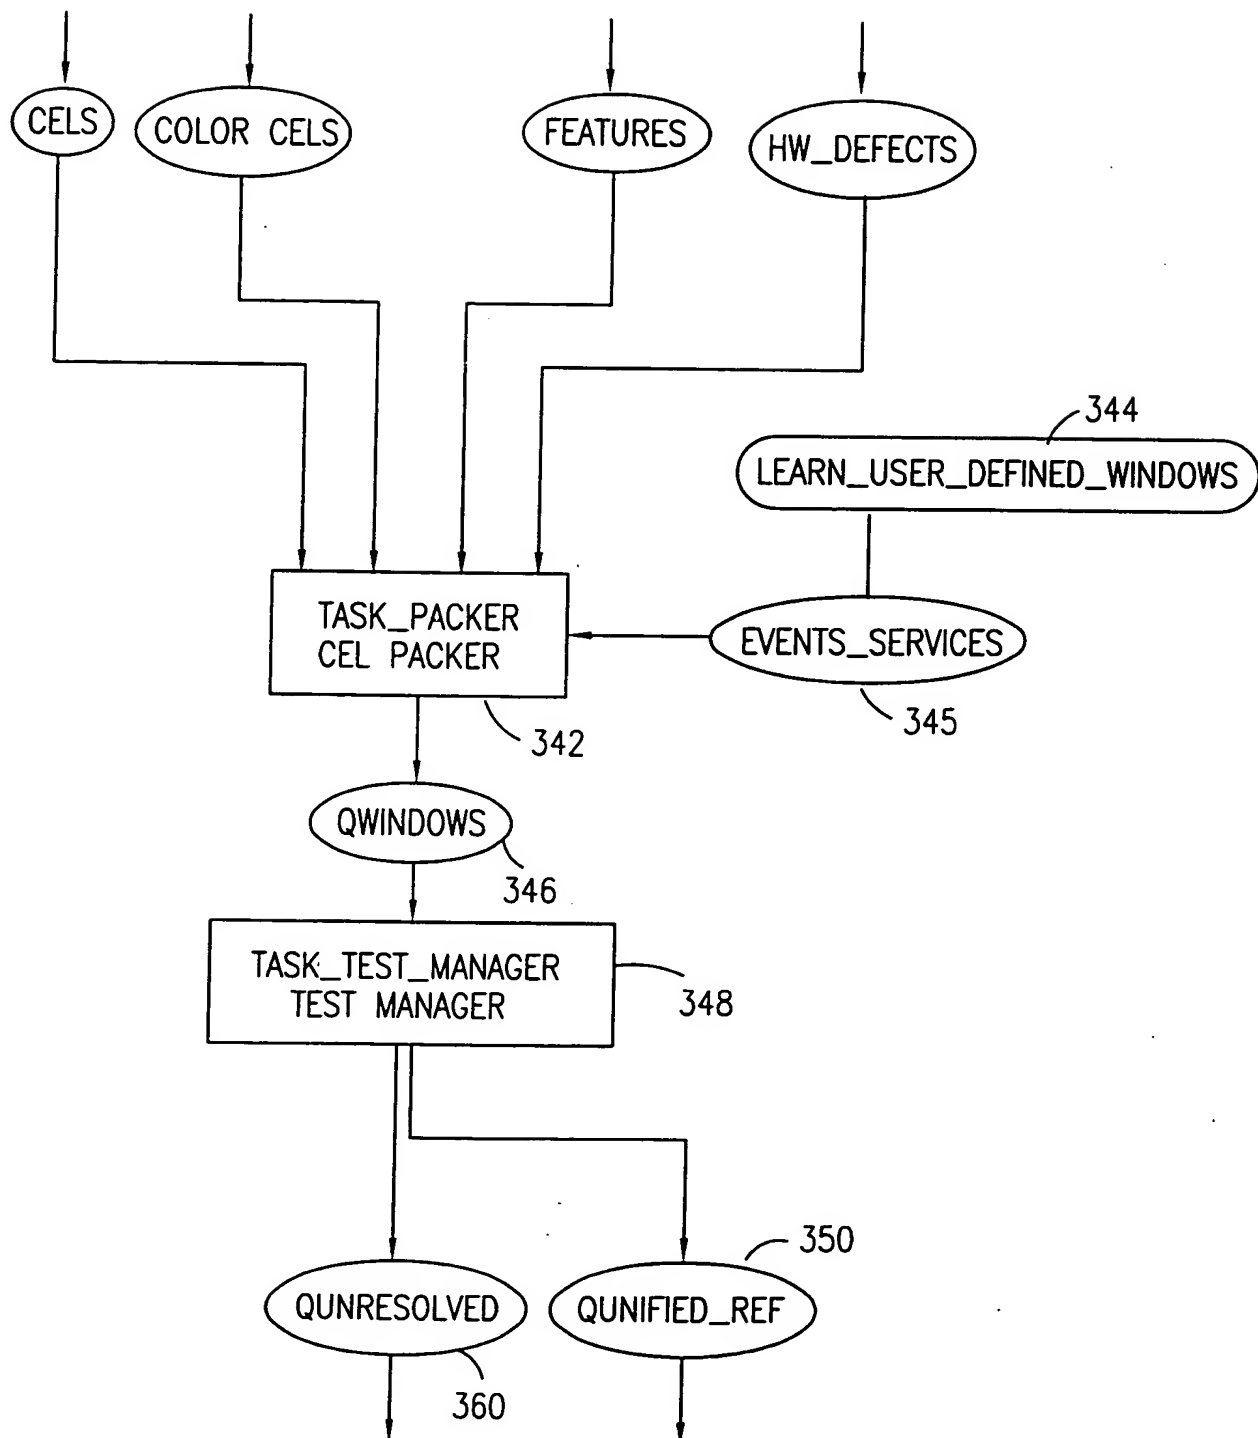 CELS
COLOR CELS
FEATURES
HW_DEFECTS
344
LEARN_USER_DEFINED_WINDOWS
TASK_PACKER
CEL PACKER
EVENTS_SERVICES
345
342
QWINDOWS
346
TASK_TEST_MANAGER
TEST MANAGER
348
350
QUNRESOLVED
QUNIFIED_REF
360